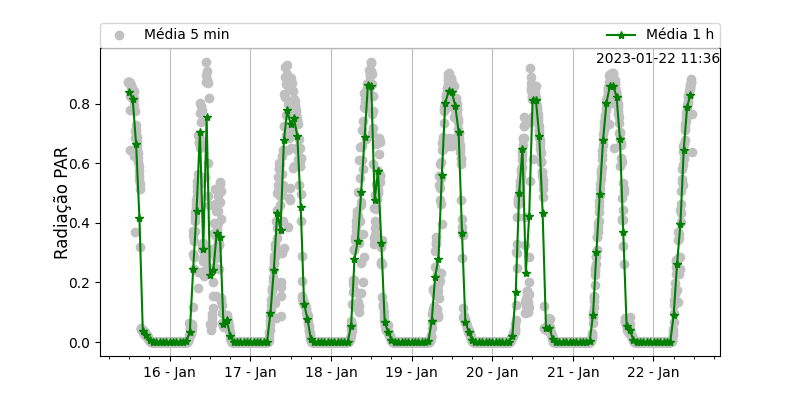 Média 5 min Média 1 h
2023-01-22 11:36
Radiação PAR
0.8
0.6
0.4
0.2
0.0
16 - Jan 17 - Jan 18 - Jan 19 - Jan 20 - Jan 21 - Jan 22 - Jan